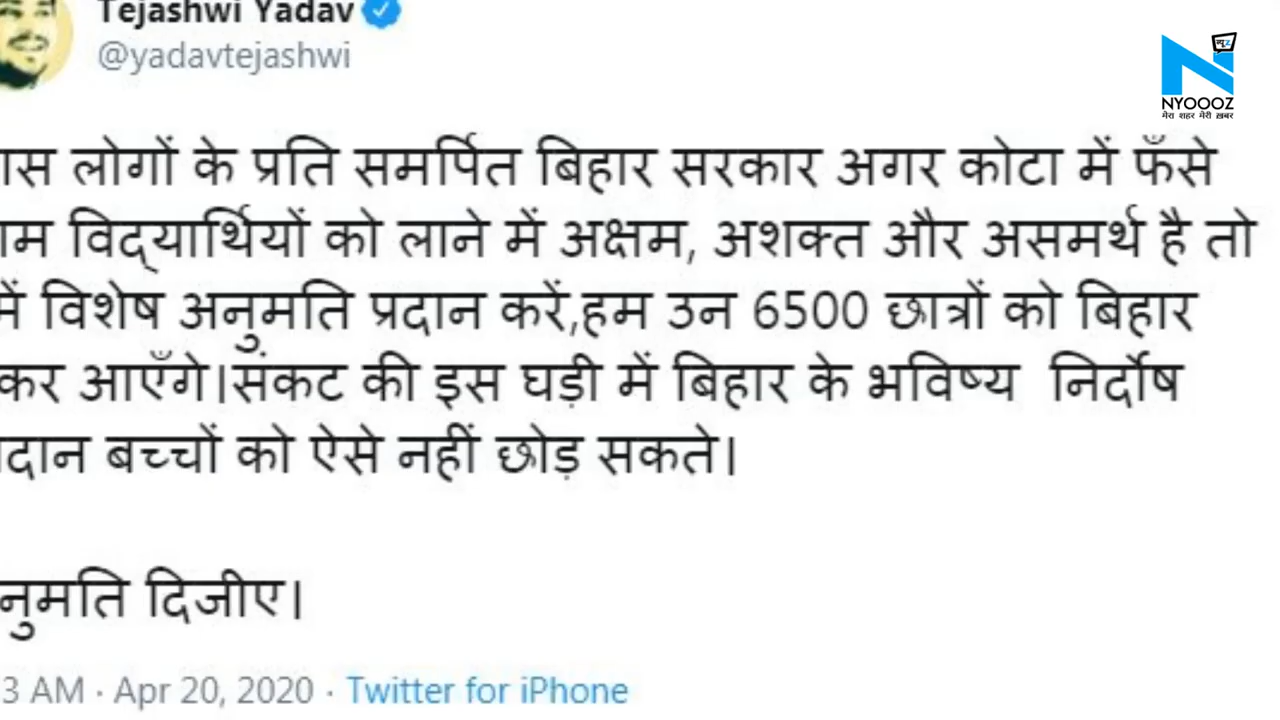 Tejashwi Yadav
@yadavtejashwi
न्यूज़
NYOOOZ
मेरा शहर मेरी ख़बर
लोगों के प्रति समर्पित बिहार सरकार अगर कोटा में फँसे
विद्यार्थियों को लाने में अक्षम, अशक्त और असमर्थ है तो
विशेष अनुमति प्रदान करें,हम उन 6500 छात्रों को बिहार
कर आएँगे।संकट की इस घड़ी में बिहार के भविष्य निर्दोष
बच्चों को ऐसे नहीं छोड़ सकते।
दिजीए।
3 AM · Apr 20, 2020 · Twitter for iPhone